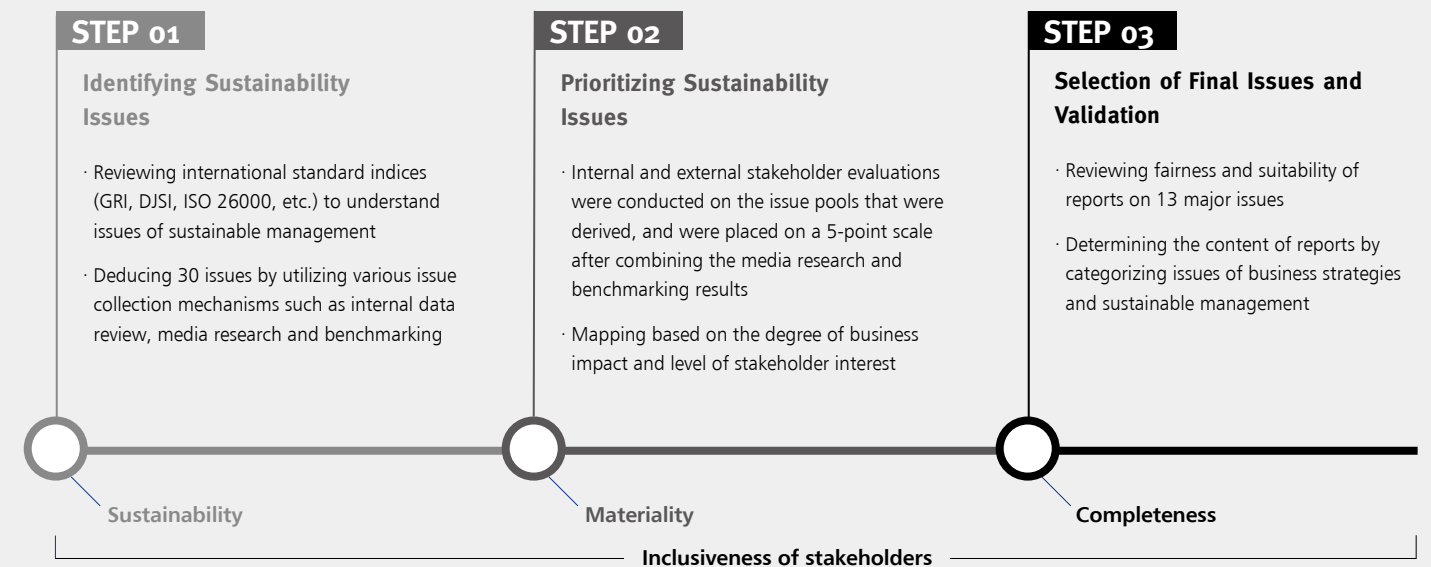 STEP 01
Identifying Sustainability
Issues
· Reviewing international standard indices
(GRI, DJSI, ISO 26000, etc.) to understand
issues of sustainable management
· Deducing 30 issues by utilizing various issue
collection mechanisms such as internal data
review, media research and benchmarking
Sustainability
STEP 02
Prioritizing Sustainability
Issues
· Internal and external stakeholder evaluations
were conducted on the issue pools that were
derived, and were placed on a 5-point scale
after combining the media research and
benchmarking results
· Mapping based on the degree of business
impact and level of stakeholder interest
Materiality
STEP 03
Selection of Final Issues and
Validation
· Reviewing fairness and suitability of
reports on 13 major issues
· Determining the content of reports by
categorizing issues of business strategies
and sustainable management
Completeness
Inclusiveness of stakeholders